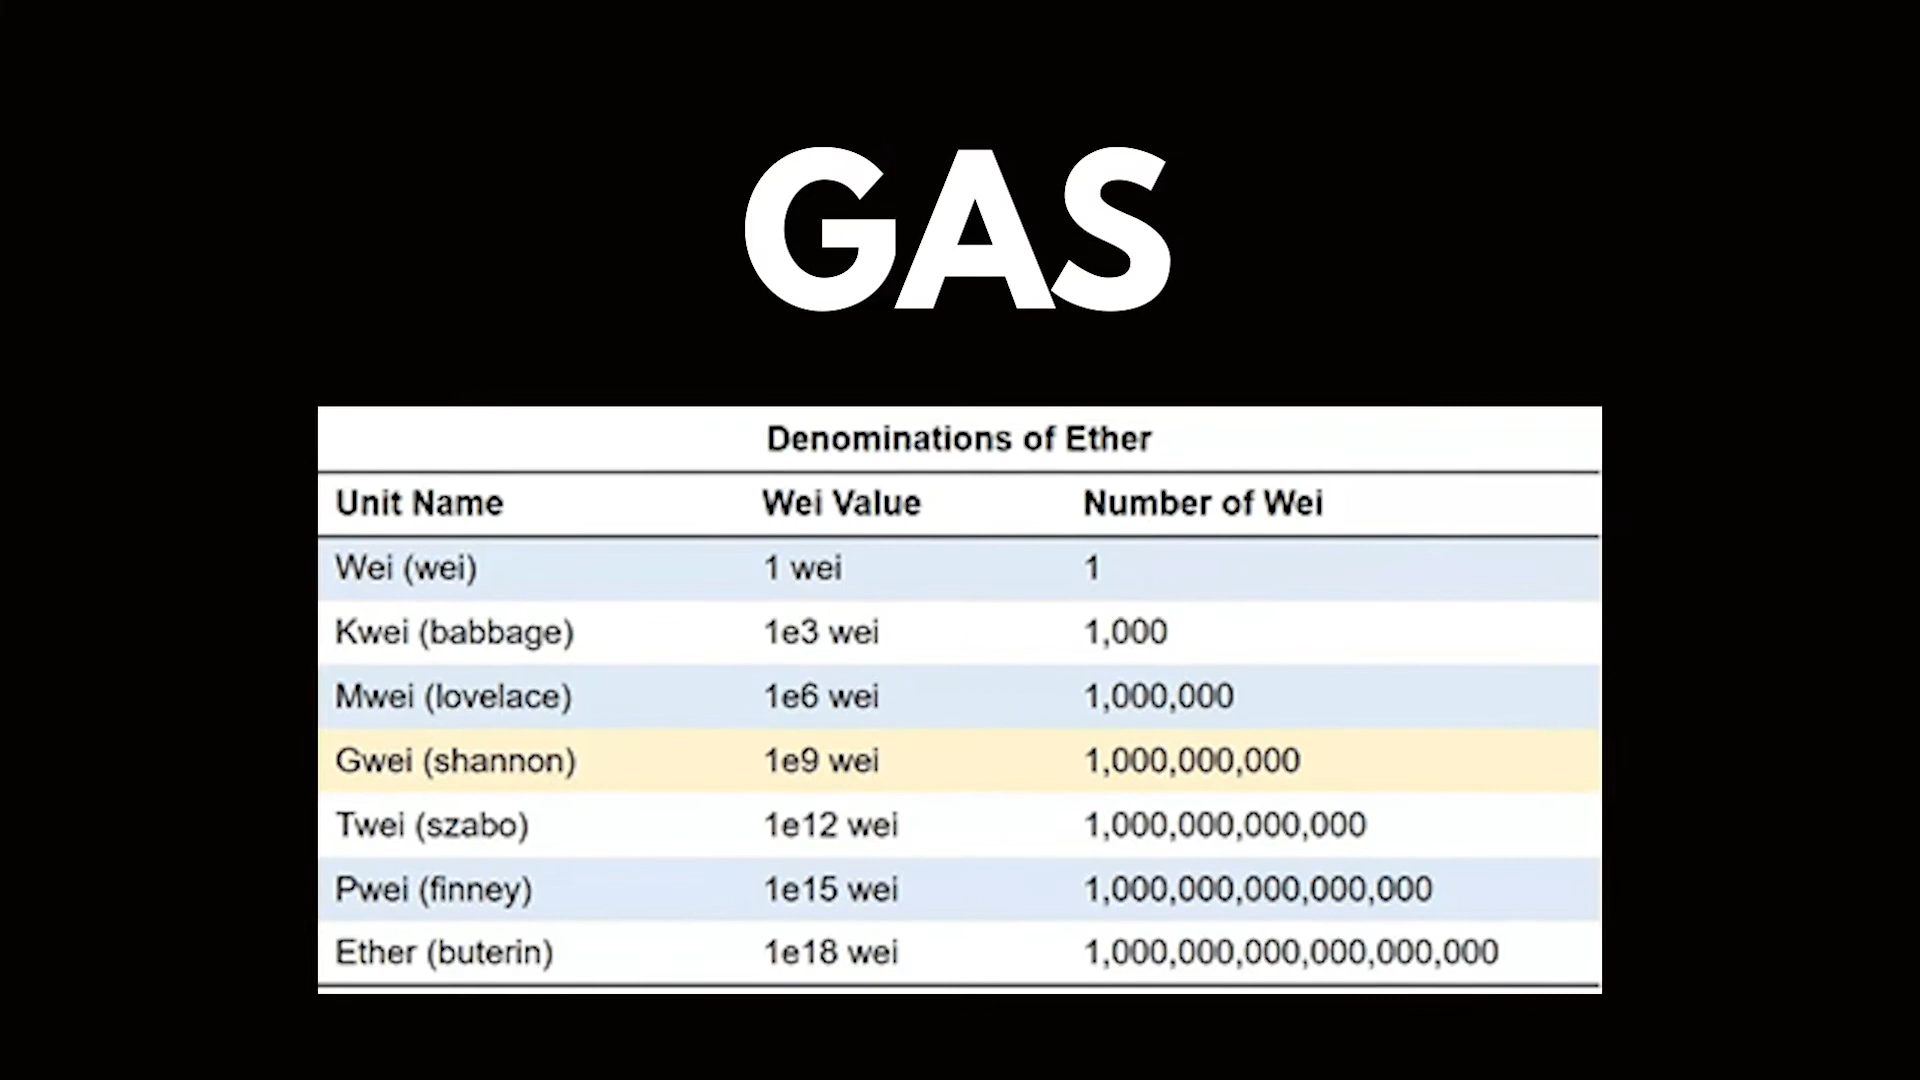 GAS
Denominations of Ether
Unit Name Wei Value Number of Wei
Wei (wei) 1 wei 1
Kwei (babbage) 1e3 wei 1,000
Mwei (lovelace) 1e6 wei 1,000,000
Gwei (shannon) 1e9 wei 1,000,000,000
Twei (szabo) 1e12 wei 1,000,000,000,000
Pwei (finney) 1e15 wei 1,000,000,000,000,000
Ether (buterin) 1e18 wei 1,000,000,000,000,000,000